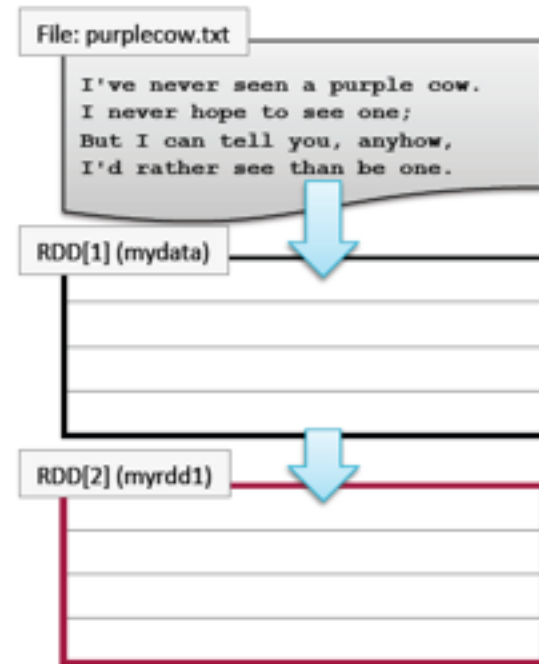 File: purplecow.txt
I've never seen a purple cow.
I never hope to see one;
But I can tell you, anyhow,
I'd rather see than be one.
RDD[1] (mydata)
RDD[2] (myrdd1)